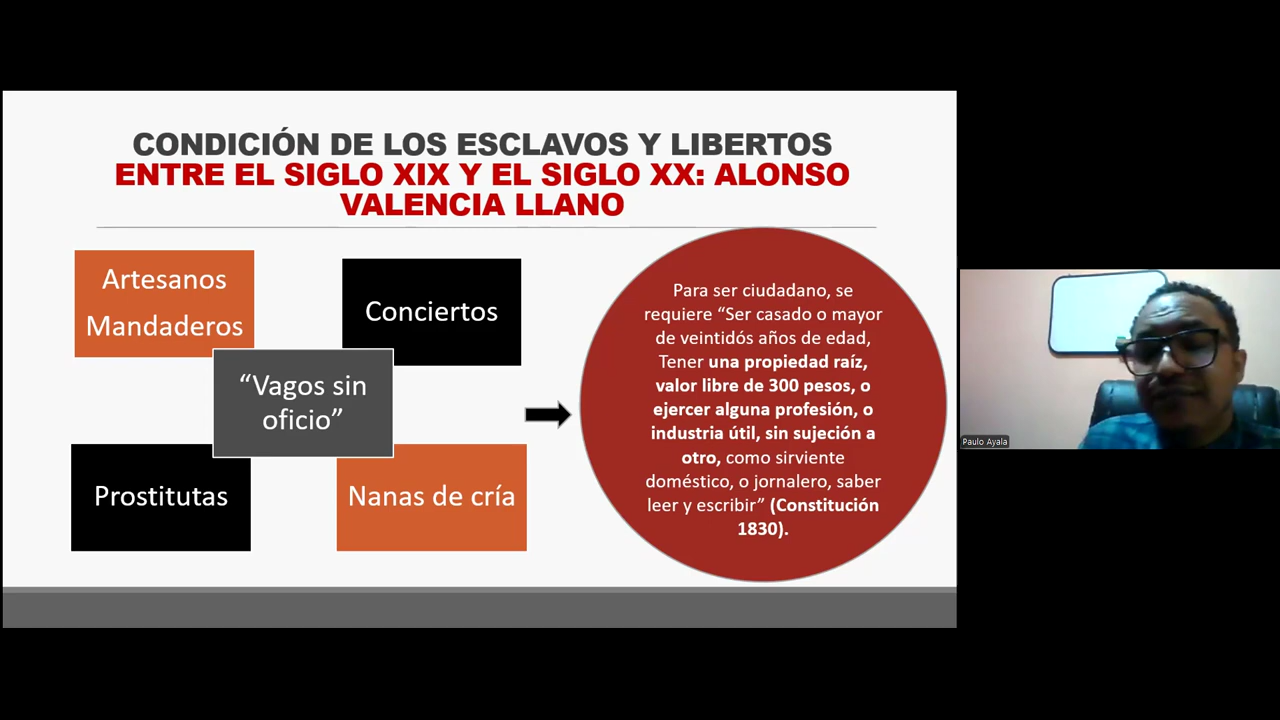 CONDICIÓN DE LOS ESCLAVOS Y LIBERTOS
ENTRE EL SIGLO XIX Y EL SIGLO XX: ALONSO
VALENCIA LLANO
Artesanos
Mandaderos
Conciertos
“Vagos sin
oficio”
Prostitutas
Nanas de cría
Para ser ciudadano, se
requiere “Ser casado o mayor
de veintidós años de edad,
Tener una propiedad raíz,
valor libre de 300 pesos, o
ejercer alguna profesión, o
industria útil, sin sujeción a
otro, como sirviente
doméstico, o jornalero, saber
leer y escribir” (Constitución
1830).
Paulo Ayala